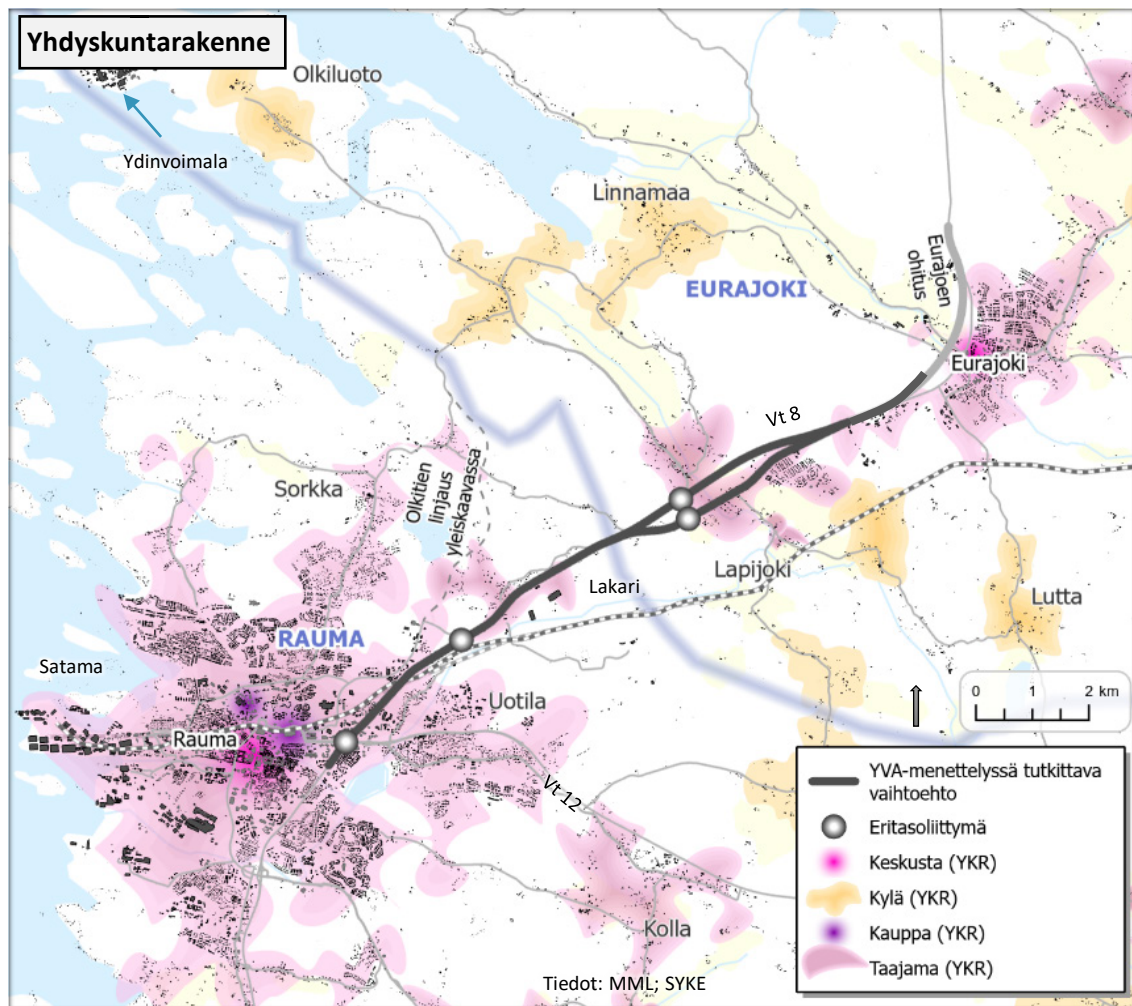 Yhdyskuntarakenne
Olkiluoto
Ydinvoimala
Linnamaa
EURAJOKI
Eurajoen
ohitus
Eurajoki
Vt 8
Sorkka
Olkitien
linjaus
yleiskaavassa
Lapijoki
Lakari
Lutta
RAUMA
Satama
Uotila
Rauma
Vt 12
Kolla
0 1 2 km
YVA-menettelyssä tutkittava
vaihtoehto
Eritasoliittymä
Keskusta (YKR)
Kylä (YKR)
Kauppa (YKR)
Taajama (YKR)
Tiedot: MML; SYKE